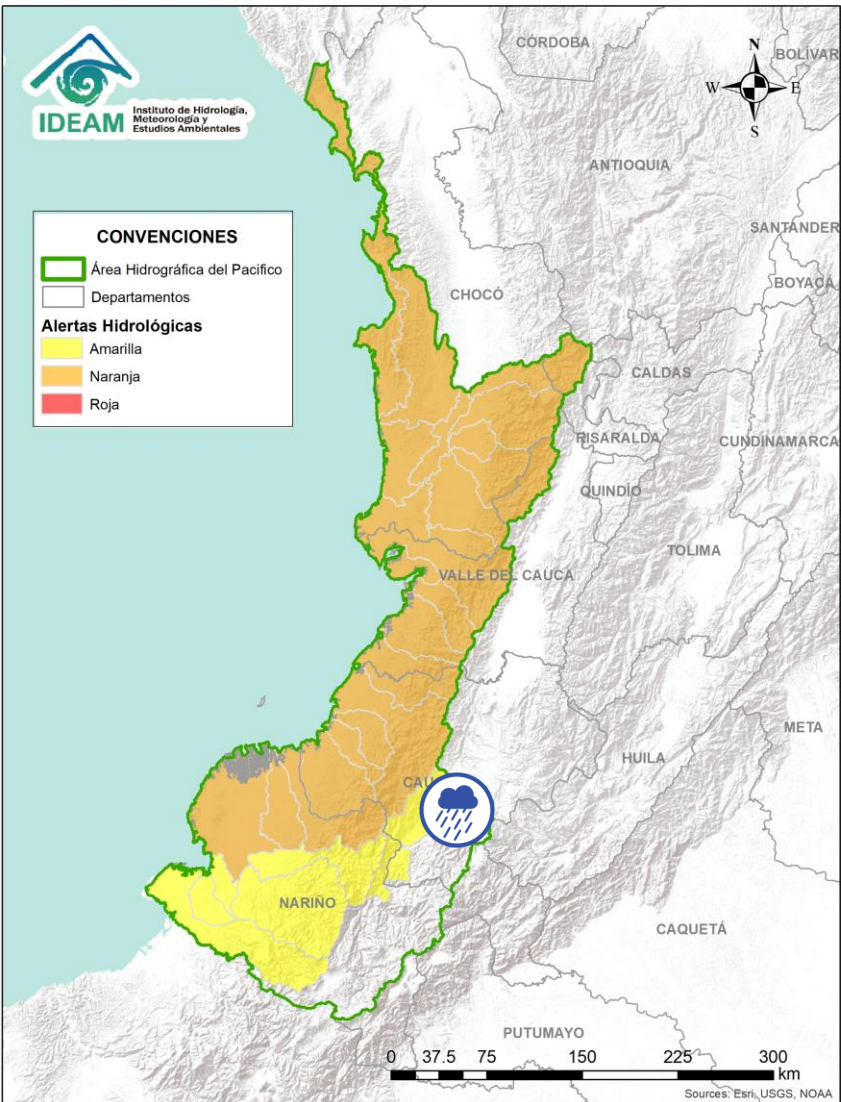 IDEAM
Instituto de Hidrología,
Meteorología y
Estudios Ambientales
CÓRDOBA
N
BOLIVAR
W
E
S
ANTIOQUIA
CONVENCIONES
Área Hidrográfica del Pacifico
Departamentos
Alertas Hidrológicas
Amarilla
Naranja
Roja
SANTANDER
BOYACÁ
CHOCÓ
CALDAS
RISARALDA
CUNDINAMARCA
QUINDÍO
TOLIMA
VALLE DEL CAUCA
META
HUILA
CAU
NARIÑO
CAQUETÁ
PUTUMAYO
0 37.5 75 150 225 300
km
Sources: Esri, USGS, NOAA